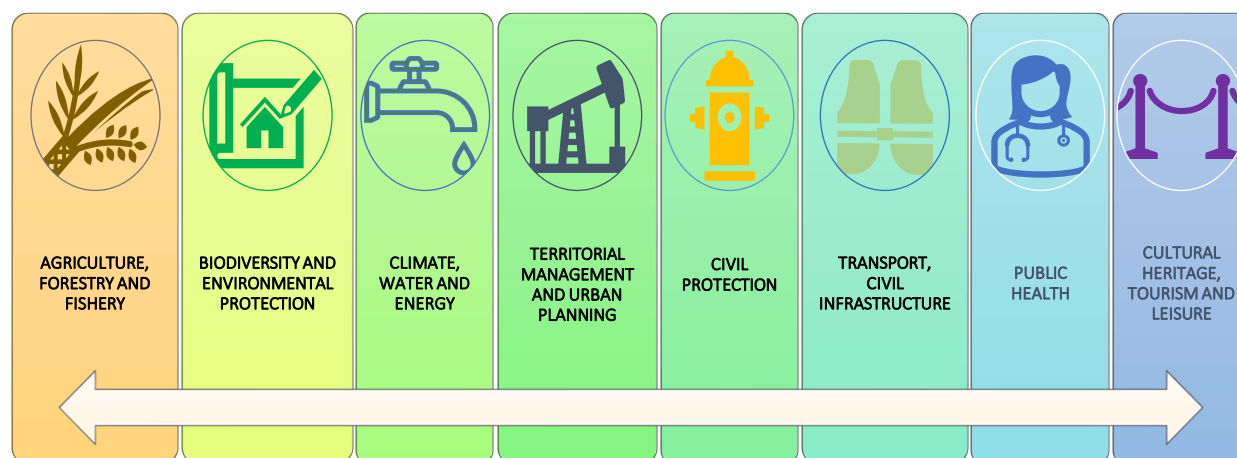 AGRICULTURE,
FORESTRY AND
FISHERY
BIODIVERSITY AND
ENVIRONMENTAL
PROTECTION
CLIMATE,
WATER AND
ENERGY
TERRITORIAL
MANAGEMENT
AND URBAN
PLANNING
CIVIL
PROTECTION
TRANSPORT,
CIVIL
INFRASTRUCTURE
PUBLIC
HEALTH
CULTURAL
HERITAGE,
TOURISM AND
LEISURE